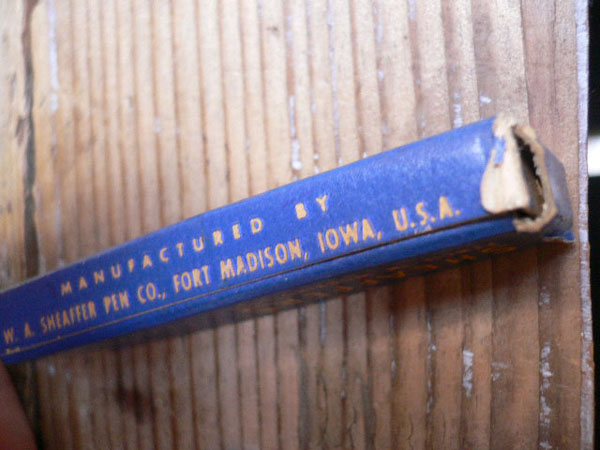 MANUFACTURED BY
W. A. SHEAFFER PEN CO., FORT MADISON, IOWA, U.S.A.